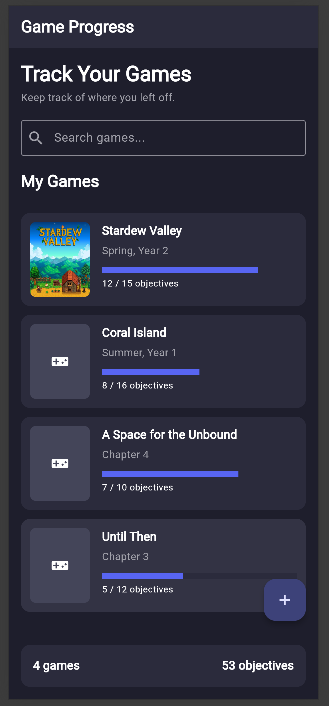 Game Progress
Track Your Games
Keep track of where you left off.
Search games...
My Games
STARDEW
VALLEY
Stardew Valley
Spring, Year 2
12 / 15 objectives
Coral Island
Summer, Year 1
8 / 16 objectives
A Space for the Unbound
Chapter 4
7 / 10 objectives
Until Then
Chapter 3
5 / 12 objectives
+
4 games 53 objectives